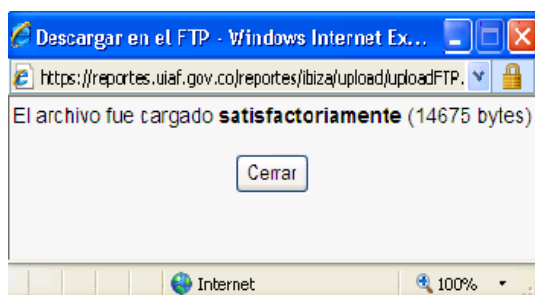 Descargar en el FTP - Windows Internet Ex...
https://reportes.uiaf.gov.co/reportes/ibiza/upload/uploadFTP.
El archivo fue cargado satisfactoriamente (14675 bytes)
Cerrar
Internet 100%